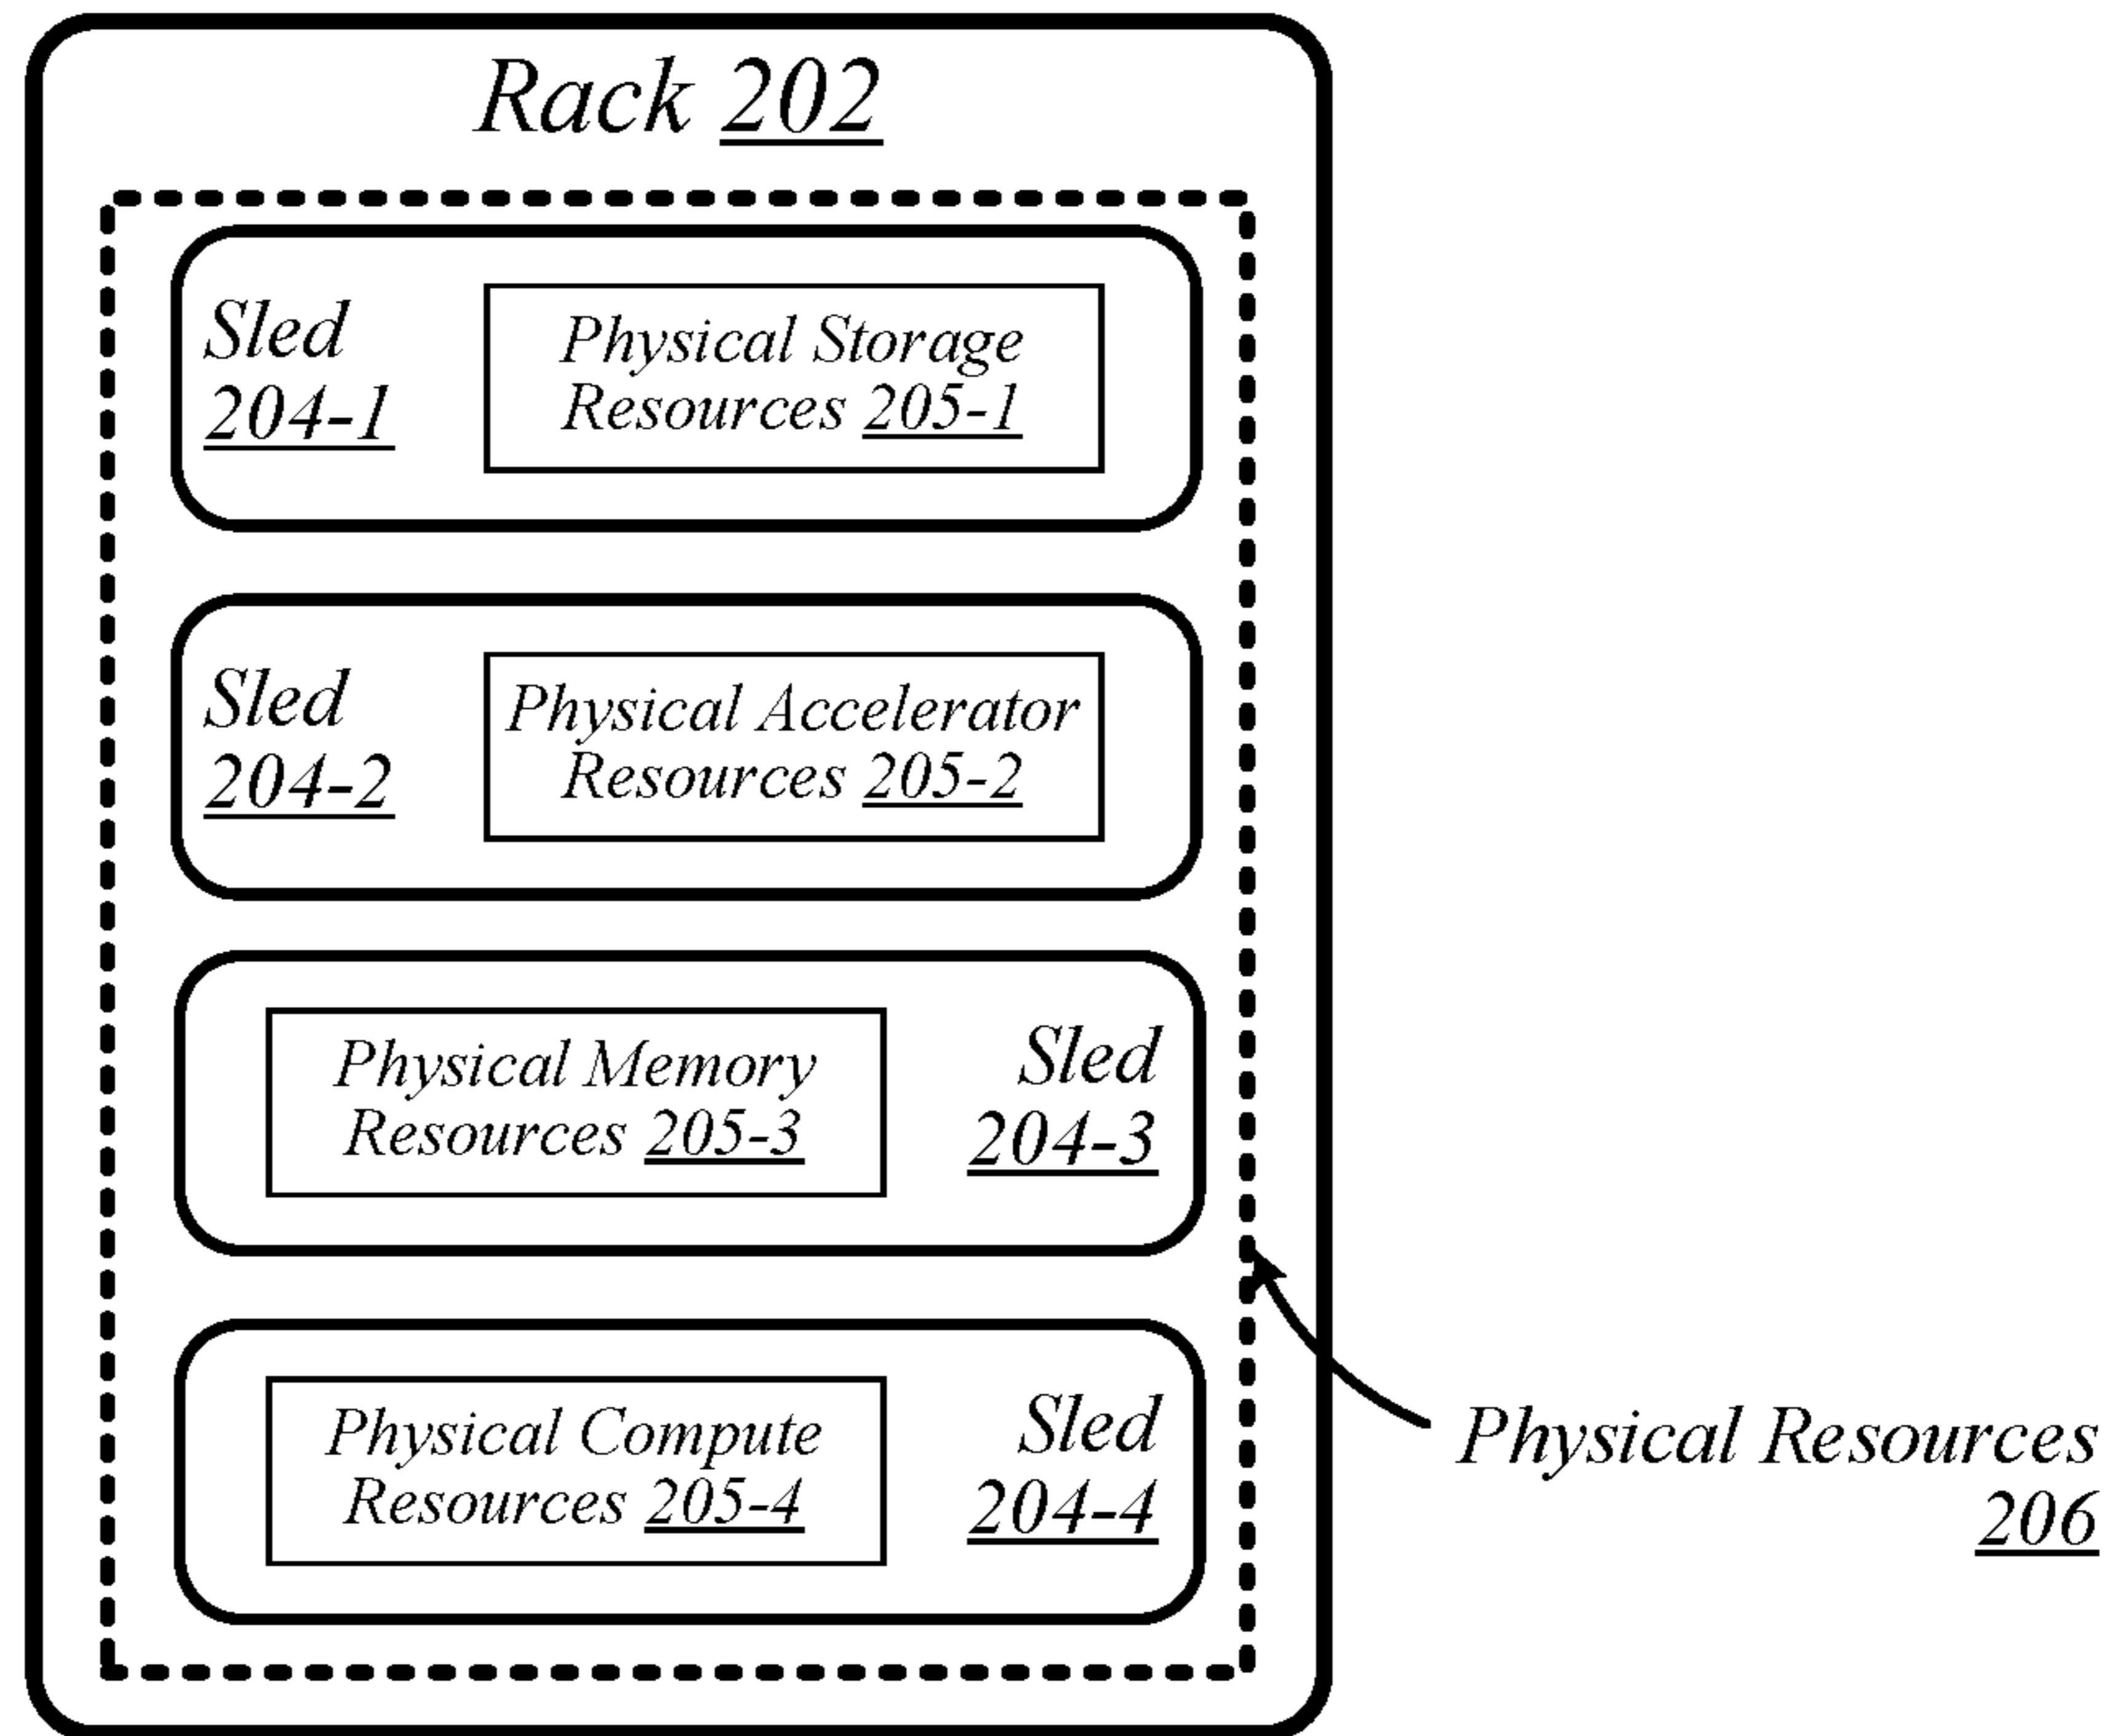 Rack 202
Sled
204-1
Physical Storage
Resources 205-1
Sled
204-2
Physical Accelerator
Resources 205-2
Physical Memory
Resources 205-3
Sled
204-3
Physical Compute
Resources 205-4
Sled
204-4
Physical Resources
206